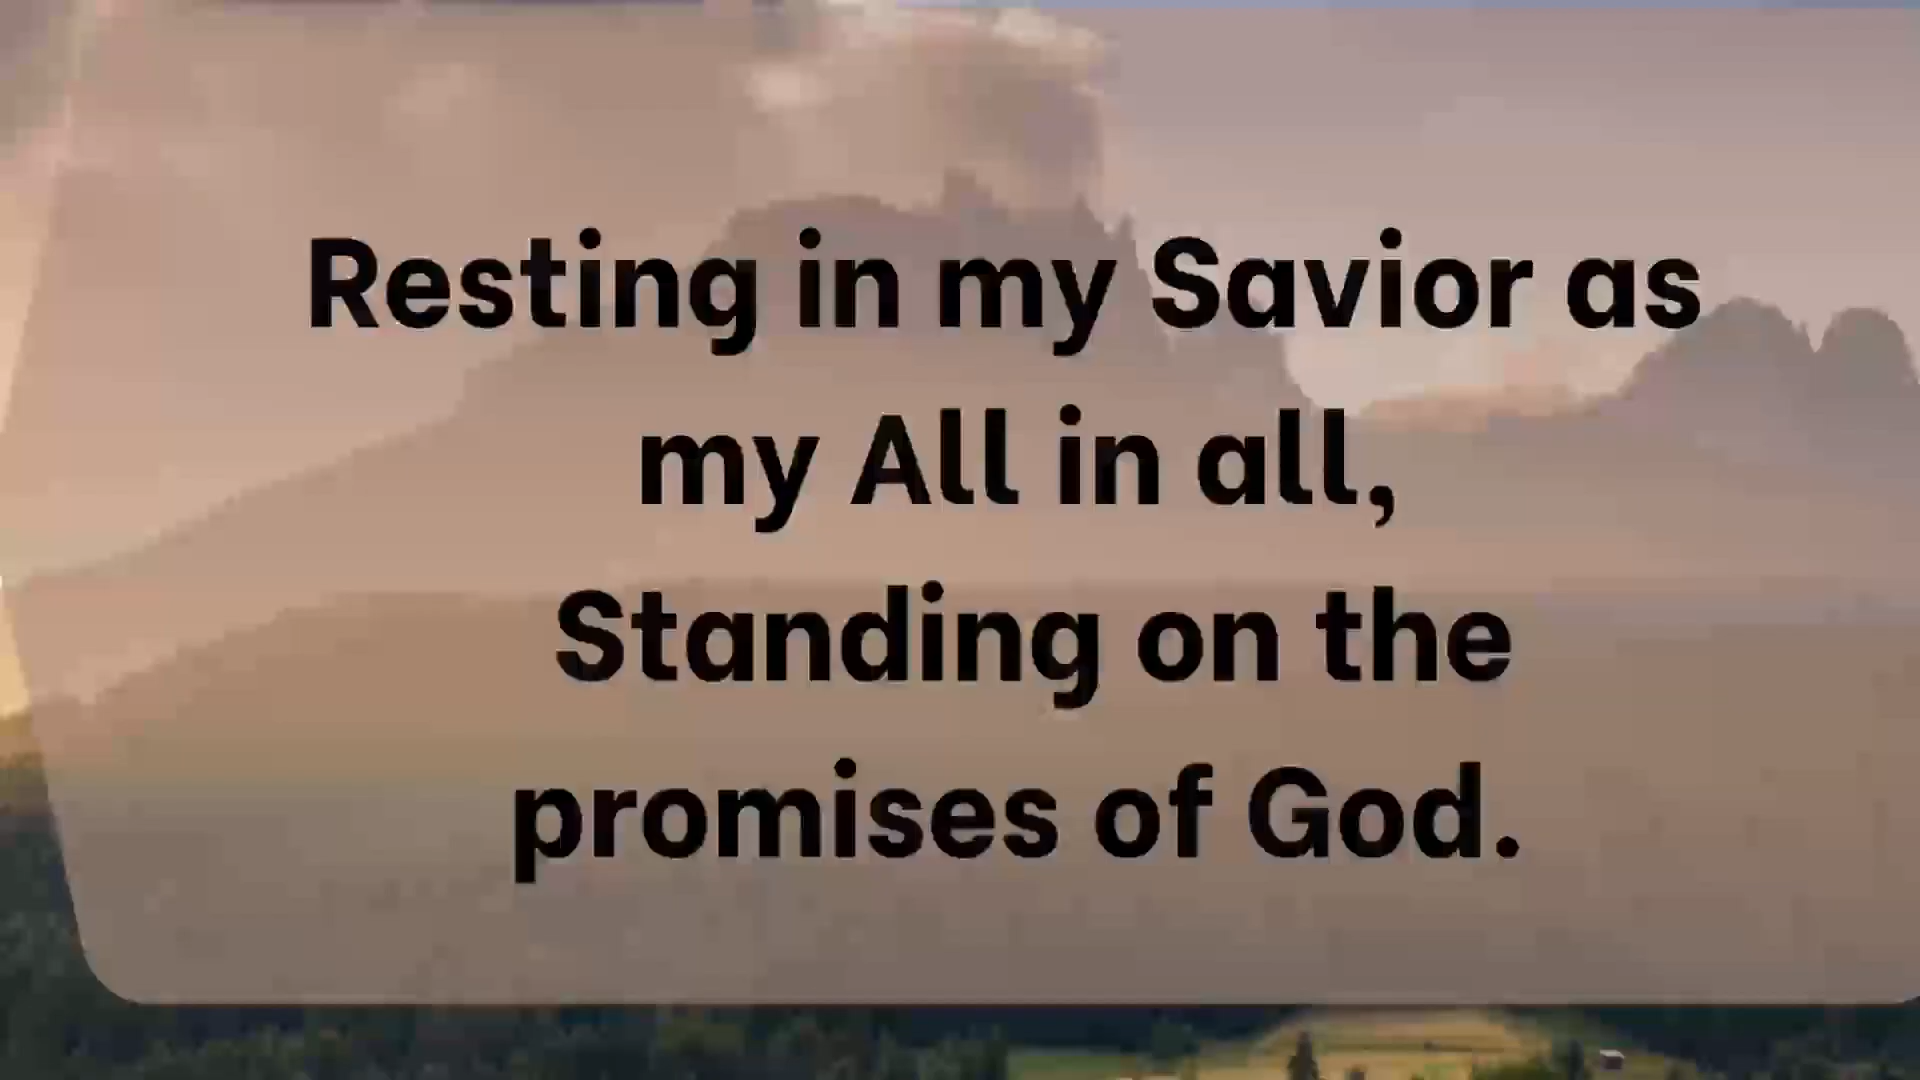 Resting in my Savior as
my All in all,
Standing on the
promises of God.